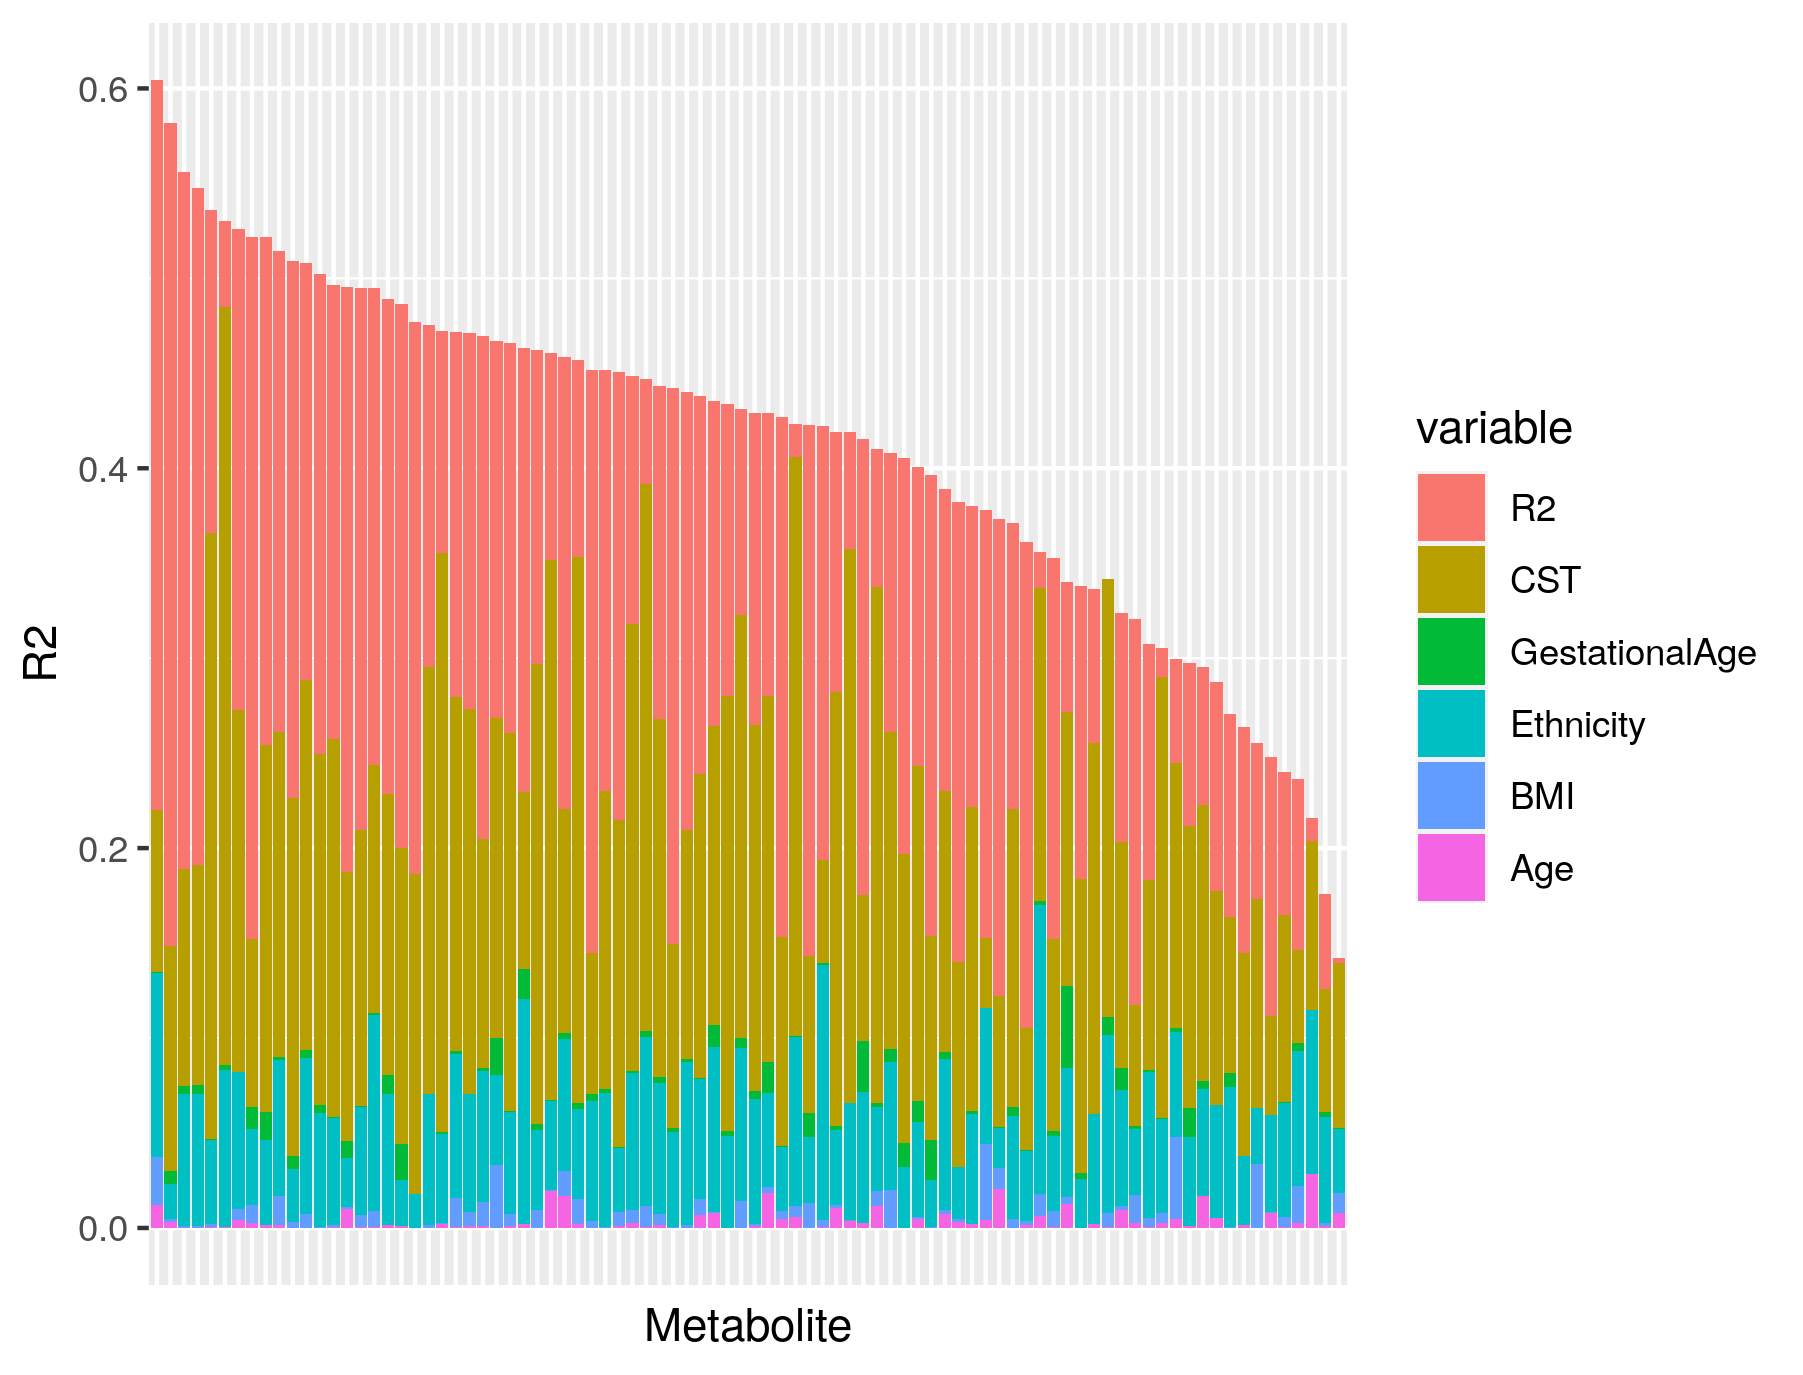 0.6
0.4
0.2
0.0
R2
Metabolite
variable
R2
CST
GestationalAge
Ethnicity
BMI
Age